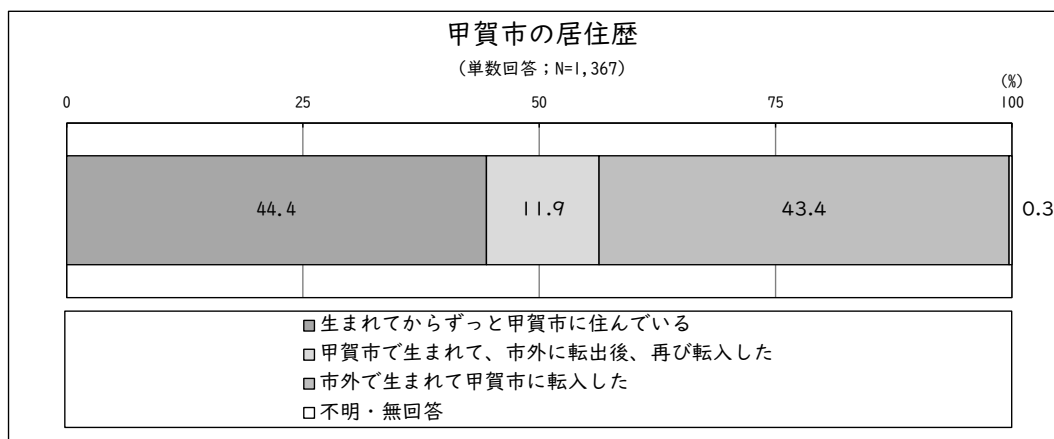 甲賀市の居住歴
(単数回答；N=1,367)
(%)
0 25 50 75 100
44.4 11.9 43.4 0.3
生まれてからずっと甲賀市に住んでいる
甲賀市で生まれて、市外に転出後、再び転入した
市外で生まれて甲賀市に転入した
不明・無回答